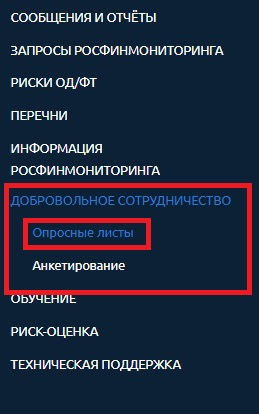 СООБЩЕНИЯ И ОТЧЁТЫ
ЗАПРОСЫ РОСФИНМОНИТОРИНГА
РИСКИ ОД/ФТ
ПЕРЕЧНИ
ИНФОРМАЦИЯ
РОСФИНМОНИТОРИНГА
ДОБРОВОЛЬНОЕ СОТРУДНИЧЕСТВО
Опросные листы
Анкетирование
ОБУЧЕНИЕ
РИСК-ОЦЕНКА
ТЕХНИЧЕСКАЯ ПОДДЕРЖКА